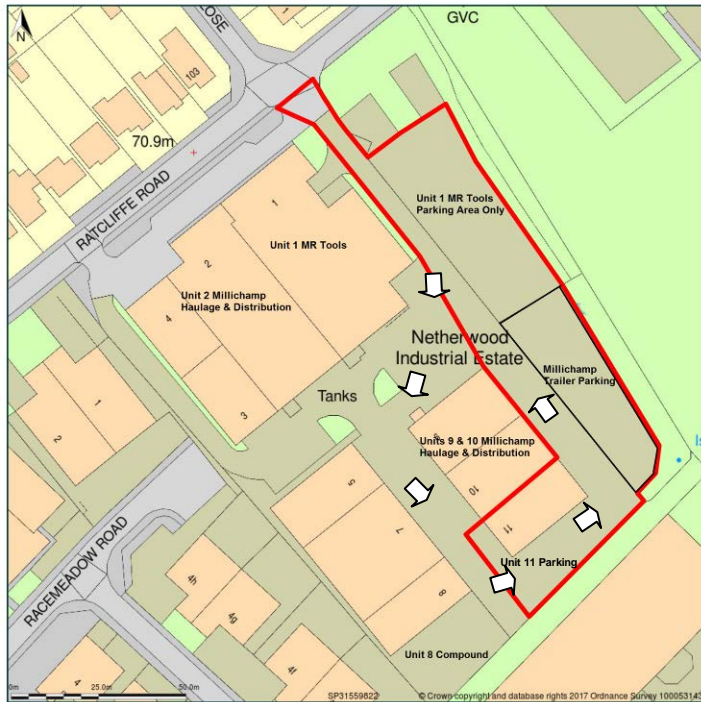 GVC
N
CLOSE
103
70.9m
RATCLIFFE ROAD
Unit 1 MR Tools
Parking Area Only
1
Unit 1 MR Tools
2
Unit 2 Millichamp
Haulage & Distribution
4
3
Netherwood
Industrial Estate
Millichamp
Trailer Parking
Tanks
1
2
Units 9 & 10 Millichamp
Haulage & Distribution
10
11
5
7
8
Unit 11 Parking
RACEMEADOW ROAD
4h
4g
4f
4
Unit 8 Compound
25.0m
50.0m
SP31559822
© Crown copyright and database rights 2017 Ordnance Survey 100053143